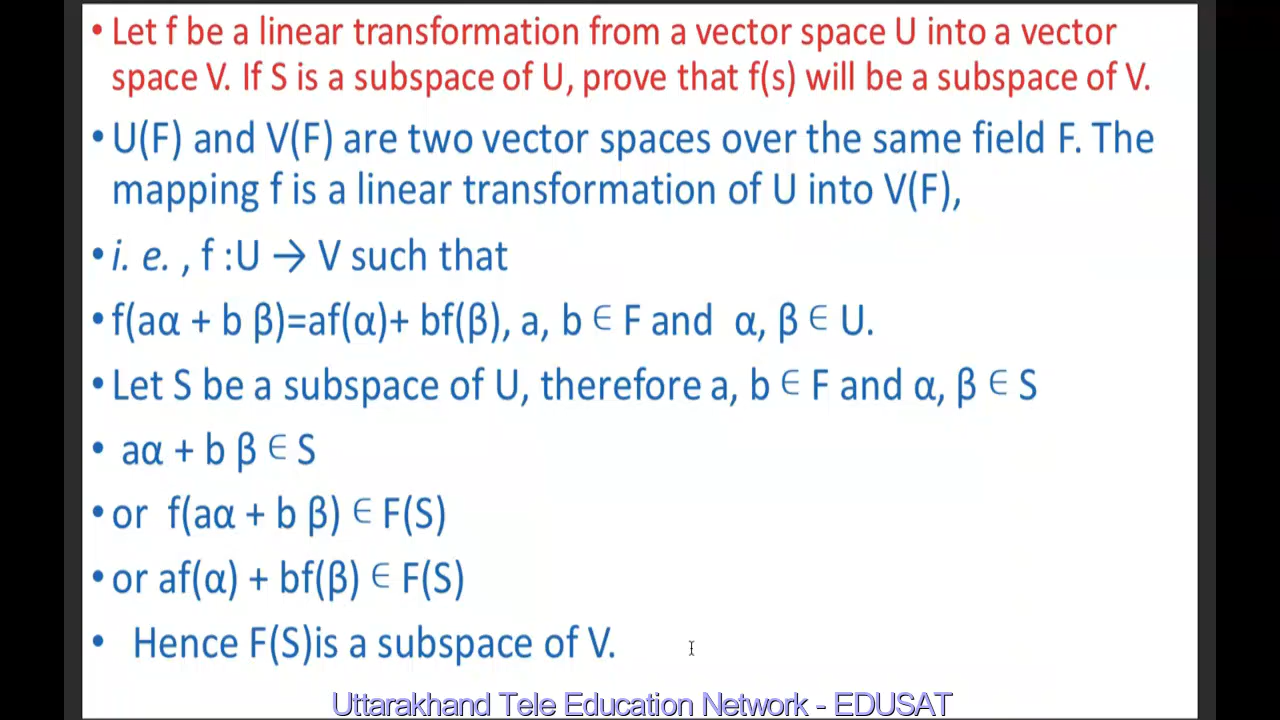 • Let f be a linear transformation from a vector space U into a vector
space V. If S is a subspace of U, prove that f(s) will be a subspace of V.
• U(F) and V(F) are two vector spaces over the same field F. The
mapping f is a linear transformation of U into V(F),
• i. e. , f :U → V such that
• f(aα + b β)=af(α)+ bf(β), a, b ∈ F and α, β ∈ U.
• Let S be a subspace of U, therefore a, b ∈ F and α, β ∈ S
• aα + b β ∈ S
• or f(aα + b β) ∈ F(S)
• or af(α) + bf(β) ∈ F(S)
• Hence F(S)is a subspace of V.
Uttarakhand Tele Education Network - EDUSAT